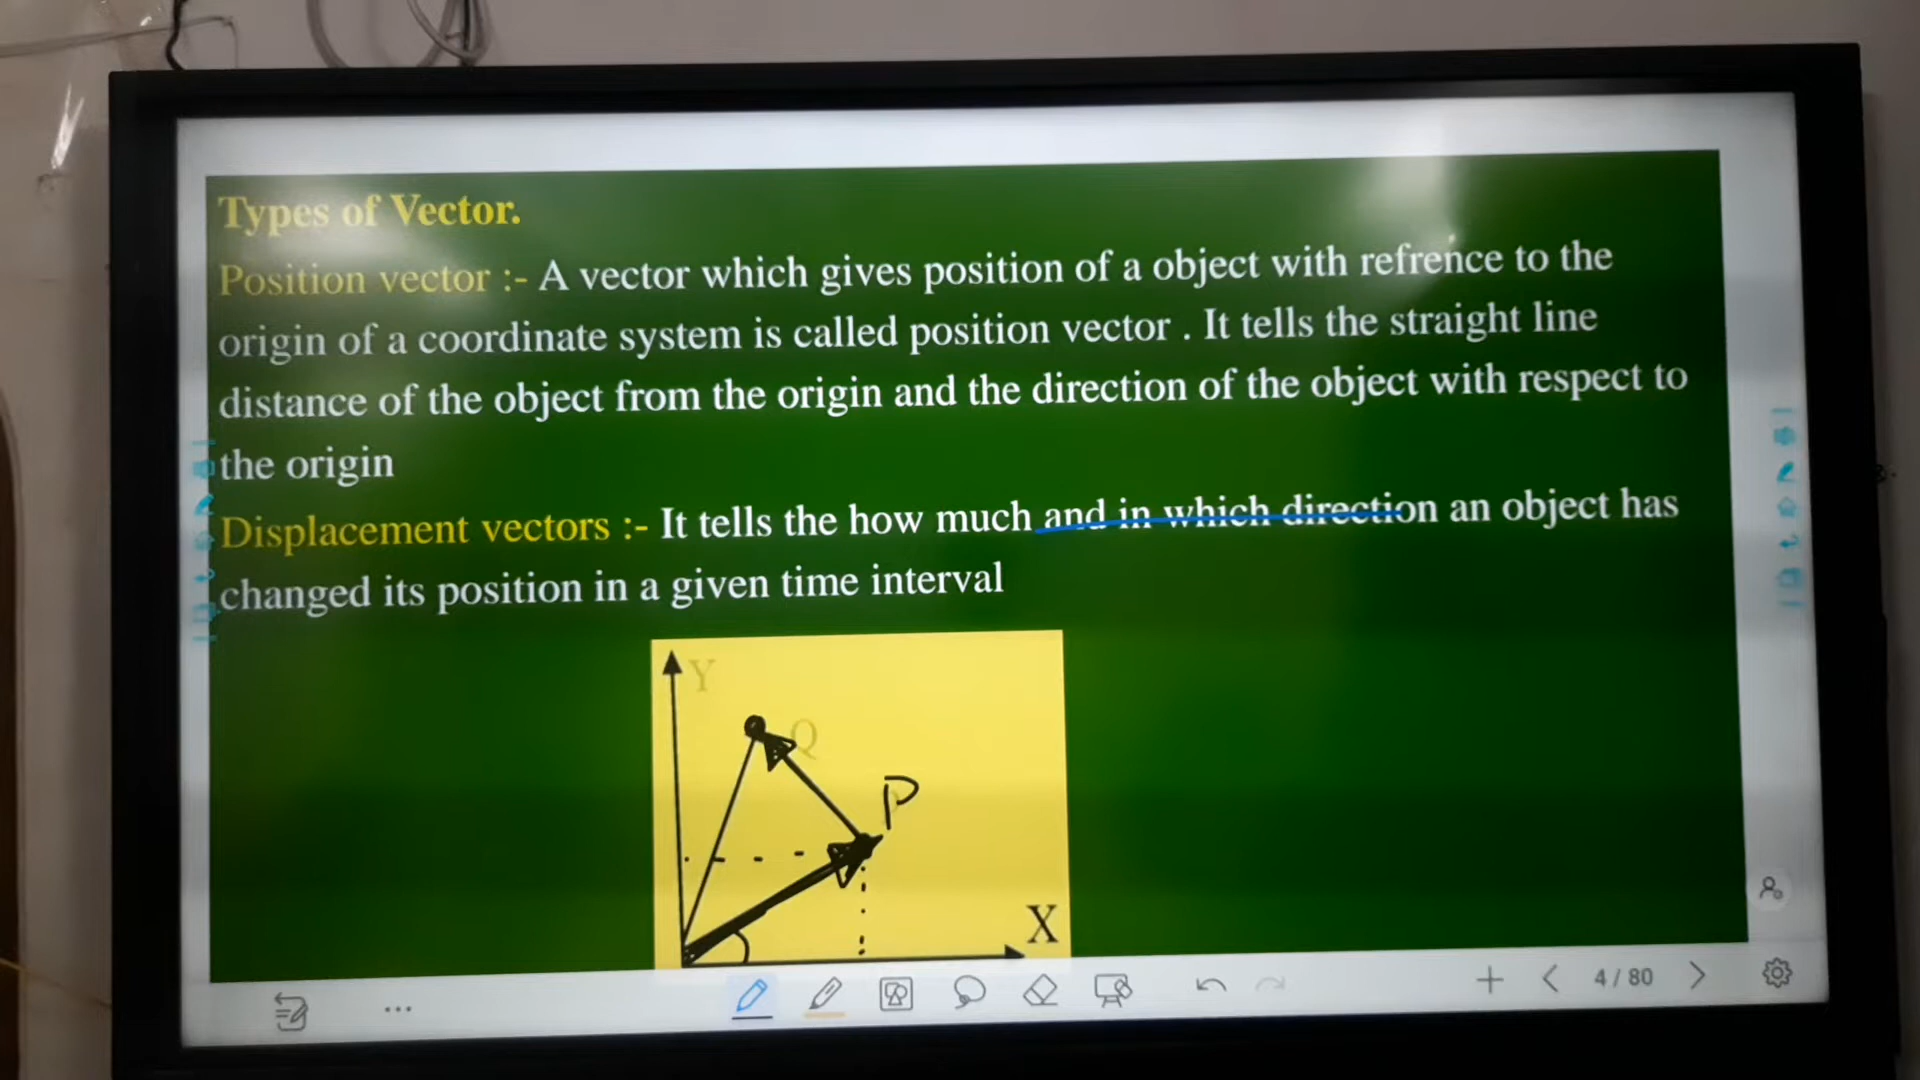 Types of Vector.
Position vector :- A vector which gives position of a object with refrence to the
origin of a coordinate system is called position vector . It tells the straight line
distance of the object from the origin and the direction of the object with respect to
the origin
Displacement vectors :- It tells the how much and in which direction an object has
changed its position in a given time interval
Y
Q
P
X
4 / 80